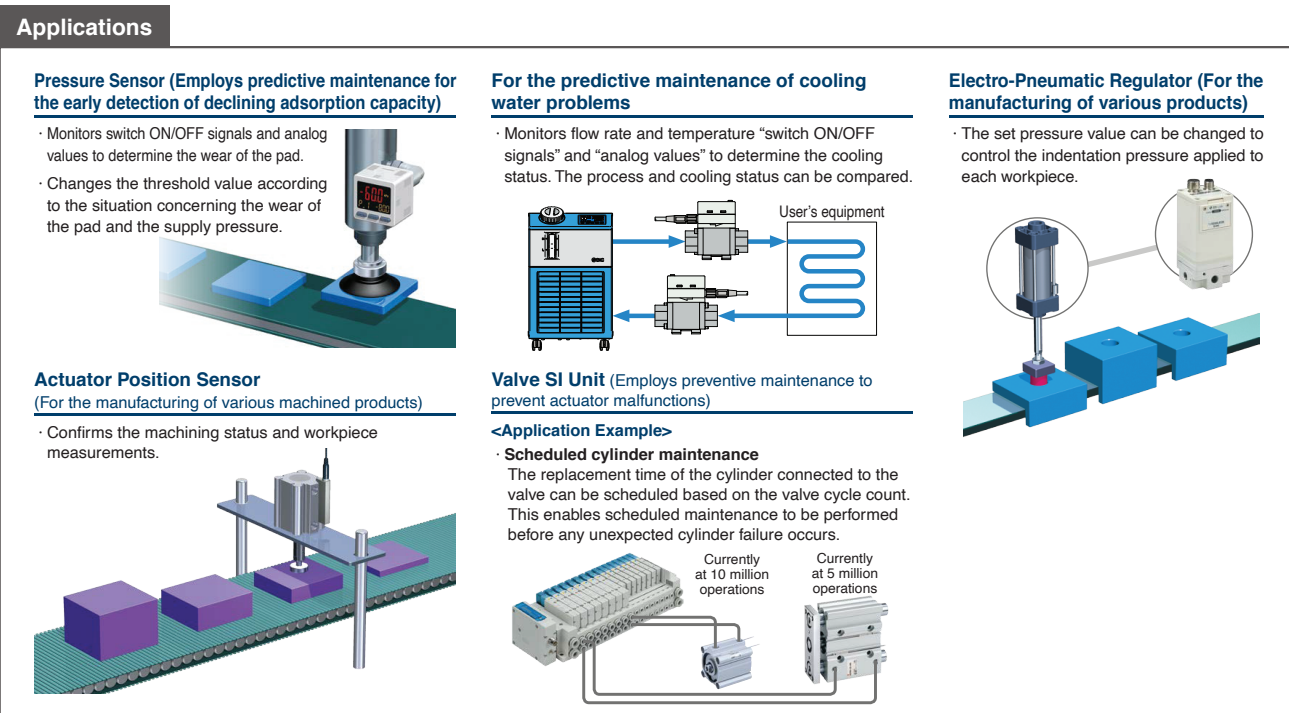 Applications
Pressure Sensor (Employs predictive maintenance for
the early detection of declining adsorption capacity)
· Monitors switch ON/OFF signals and analog
values to determine the wear of the pad.
· Changes the threshold value according
to the situation concerning the wear of
the pad and the supply pressure.
-60.0
For the predictive maintenance of cooling
water problems
· Monitors flow rate and temperature “switch ON/OFF
signals” and “analog values” to determine the cooling
status. The process and cooling status can be compared.
User’s equipment
Electro-Pneumatic Regulator (For the
manufacturing of various products)
· The set pressure value can be changed to
control the indentation pressure applied to
each workpiece.
Actuator Position Sensor
(For the manufacturing of various machined products)
· Confirms the machining status and workpiece
measurements.
Valve SI Unit (Employs preventive maintenance to
prevent actuator malfunctions)
<Application Example>
· Scheduled cylinder maintenance
The replacement time of the cylinder connected to the
valve can be scheduled based on the valve cycle count.
This enables scheduled maintenance to be performed
before any unexpected cylinder failure occurs.
Currently
at 10 million
operations
Currently
at 5 million
operations